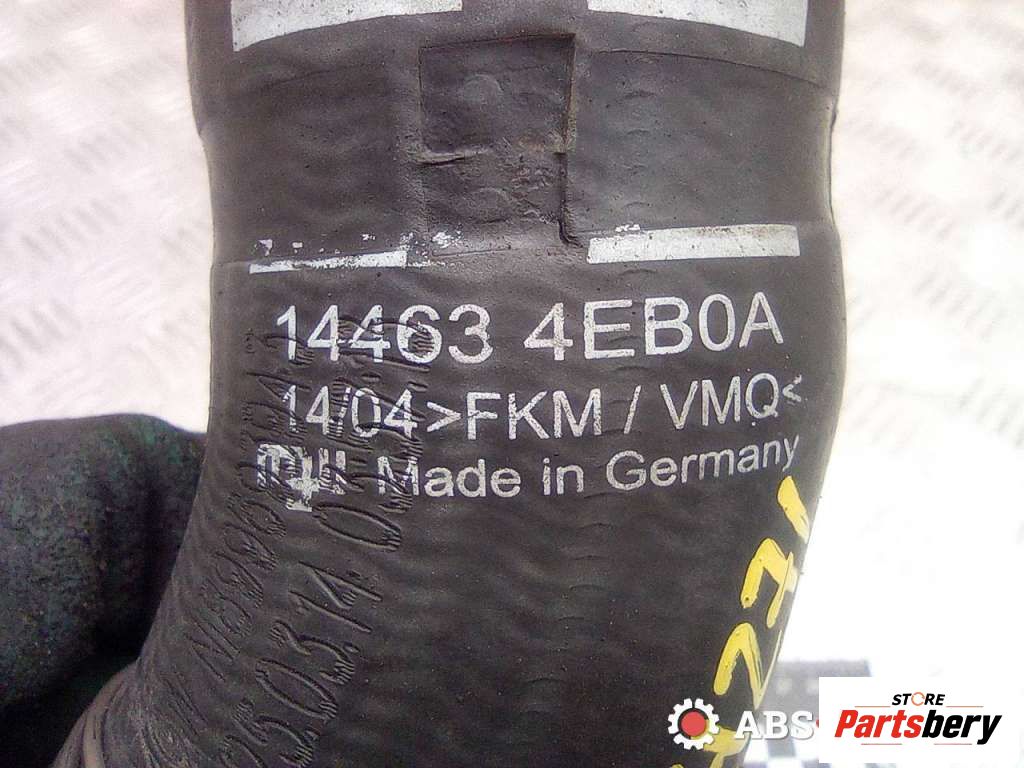 14463 4EB0A
14/04>FKM / VMQ<
Made in Germany
ABS
STORE
Partsbery